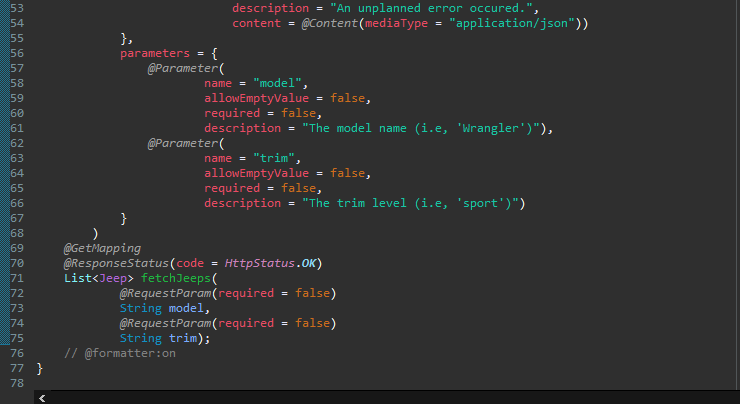 53                              description = "An unplanned error occured.",
54                              content = @Content(mediaType = "application/json"))
55              },
56              parameters = {
57                  @Parameter(
58                          name = "model",
59                          allowEmptyValue = false,
60                          required = false,
61                          description = "The model name (i.e, 'Wrangler')"),
62                  @Parameter(
63                          name = "trim",
64                          allowEmptyValue = false,
65                          required = false,
66                          description = "The trim level (i.e, 'sport')")
67              }
68          )
69      @GetMapping
70      @ResponseStatus(code = HttpStatus.OK)
71      List<Jeep> fetchJeeps(
72              @RequestParam(required = false)
73              String model,
74              @RequestParam(required = false)
75              String trim);
76      // @formatter:on
77  }
78